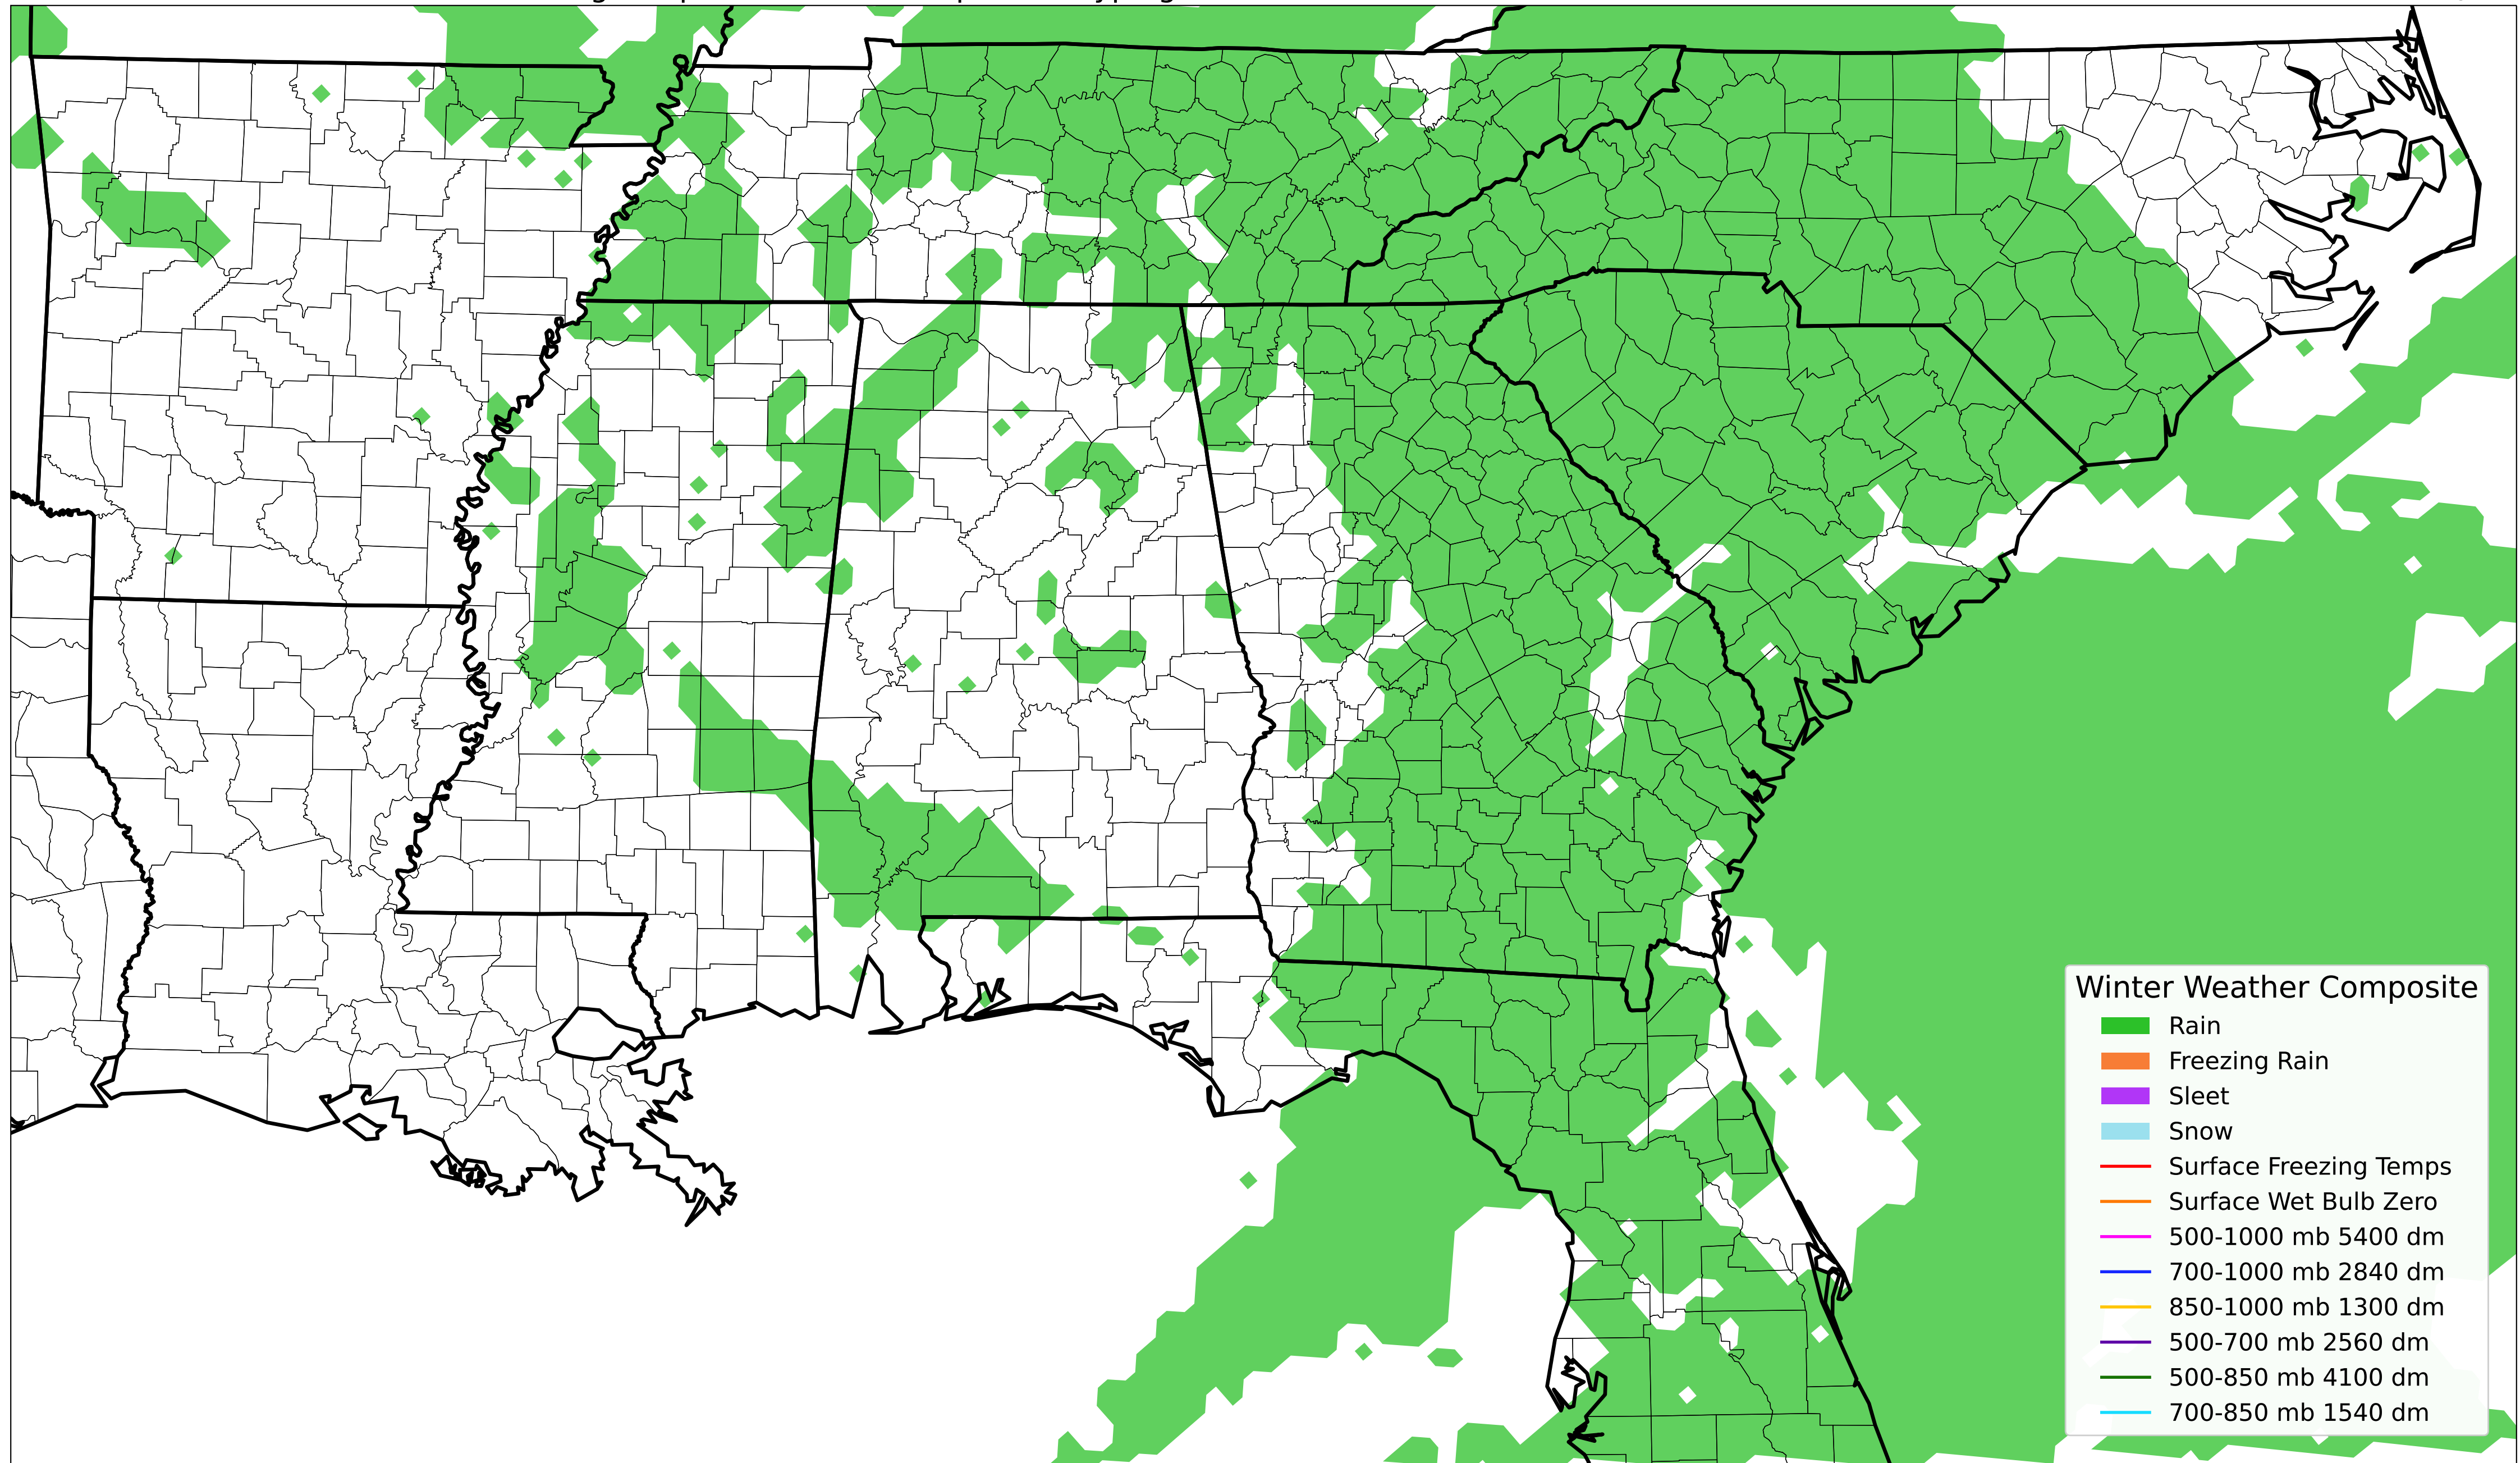 Winter Weather Composite
Rain
Freezing Rain
Sleet
Snow
Surface Freezing Temps
Surface Wet Bulb Zero
500-1000 mb 5400 dm
700-1000 mb 2840 dm
850-1000 mb 1300 dm
500-700 mb 2560 dm
500-850 mb 4100 dm
700-850 mb 1540 dm